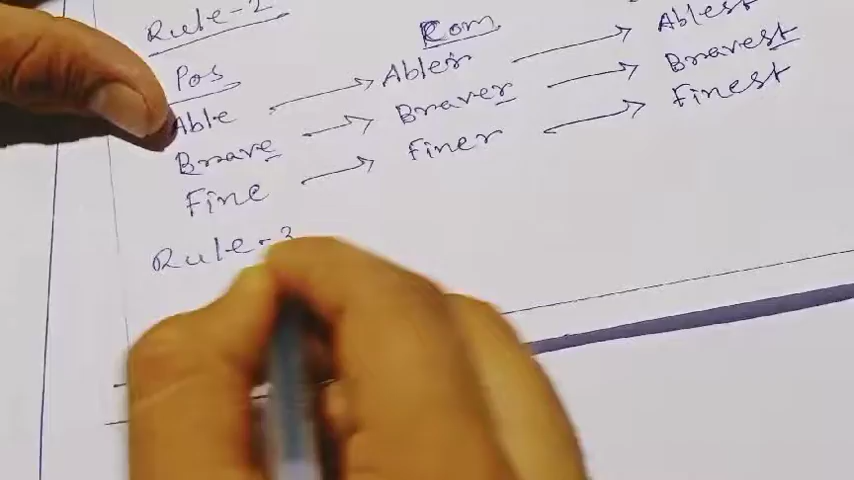 Rule-2
Pos Com
Able → Abler → Ablest
Brave → Braver → Bravest
Fine → Finer → Finest
Rule-3